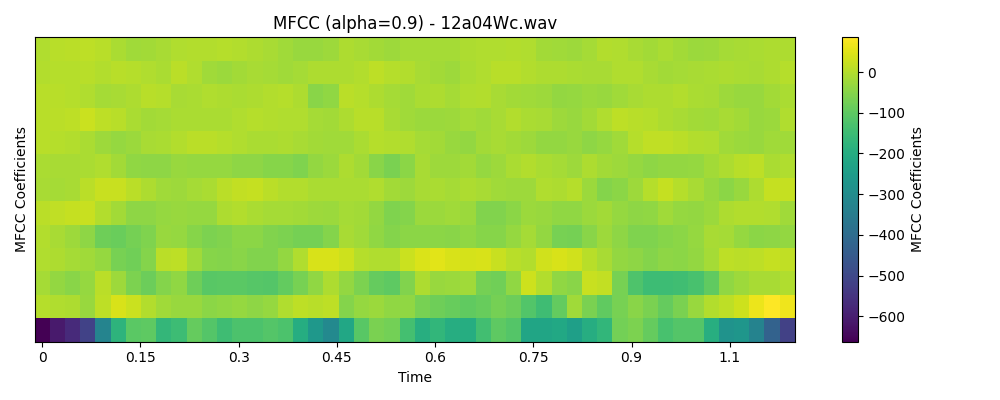 MFCC (alpha=0.9) - 12a04Wc.wav
MFCC Coefficients
0 0.15 0.3 0.45 0.6 0.75 0.9 1.1
Time
0
−100
−200
−300
−400
−500
−600
MFCC Coefficients